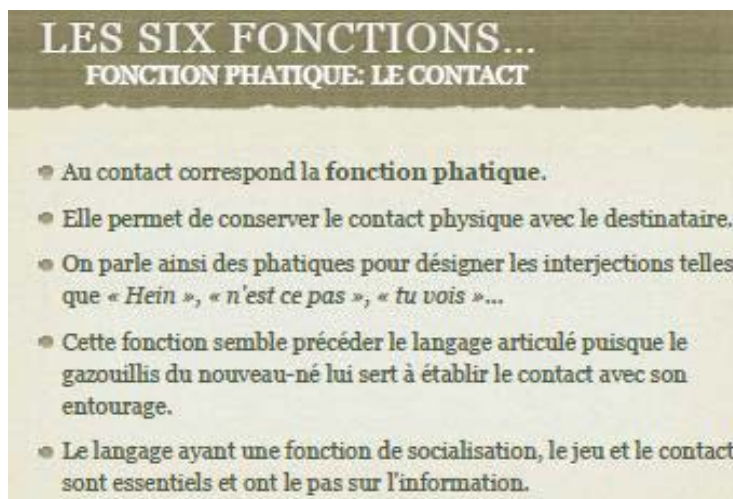 LES SIX FONCTIONS...
FONCTION PHATIQUE: LE CONTACT
Au contact correspond la fonction phatique.
Elle permet de conserver le contact physique avec le destinataire.
On parle ainsi des phatiques pour désigner les interjections telles
que « Hein », « n'est ce pas », « tu vois »...
Cette fonction semble précéder le langage articulé puisque le
gazouillis du nouveau-né lui sert à établir le contact avec son
entourage.
Le langage ayant une fonction de socialisation, le jeu et le contact
sont essentiels et ont le pas sur l'information.